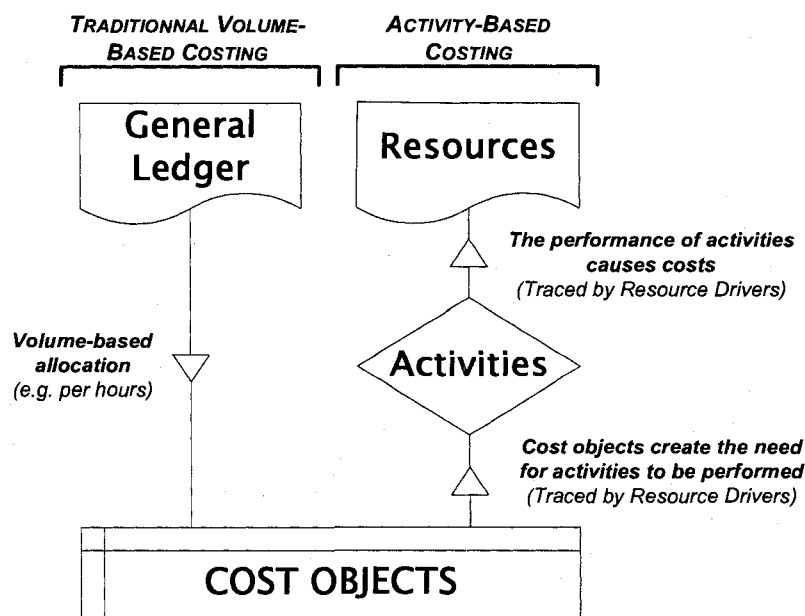 TRADITIONNAL VOLUME-
BASED COSTING
ACTIVITY-BASED
COSTING
General
Ledger
Resources
The performance of activities
causes costs
(Traced by Resource Drivers)
Volume-based
allocation
(e.g. per hours)
Activities
Cost objects create the need
for activities to be performed
(Traced by Resource Drivers)
COST OBJECTS